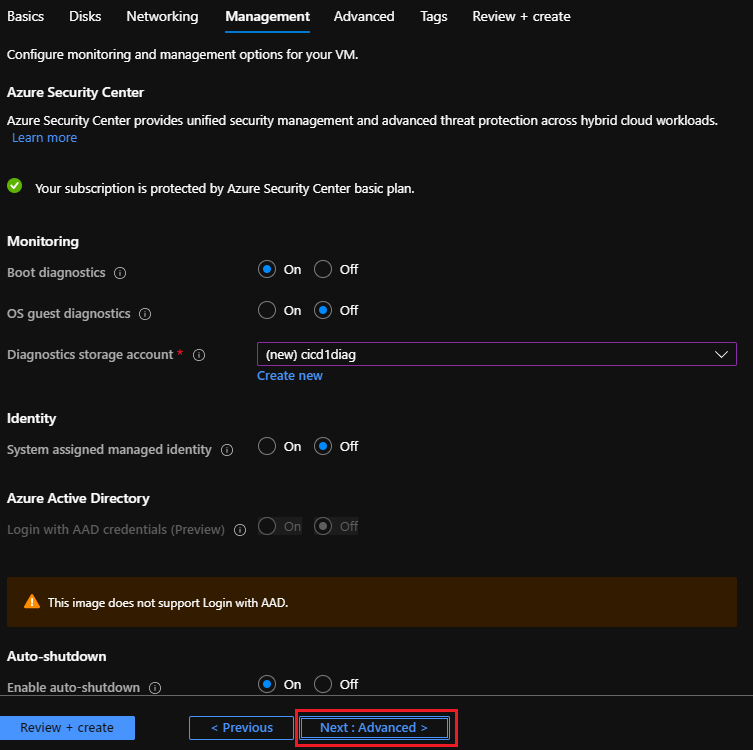 Basics Disks Networking Management Advanced Tags Review + create
Configure monitoring and management options for your VM.
Azure Security Center
Azure Security Center provides unified security management and advanced threat protection across hybrid cloud workloads.
Learn more
Your subscription is protected by Azure Security Center basic plan.
Monitoring
Boot diagnostics On Off
OS guest diagnostics On Off
Diagnostics storage account * (new) cicd1diag
Create new
Identity
System assigned managed identity On Off
Azure Active Directory
Login with AAD credentials (Preview) On Off
This image does not support Login with AAD.
Auto-shutdown
Enable auto-shutdown On Off
Review + create < Previous Next : Advanced >